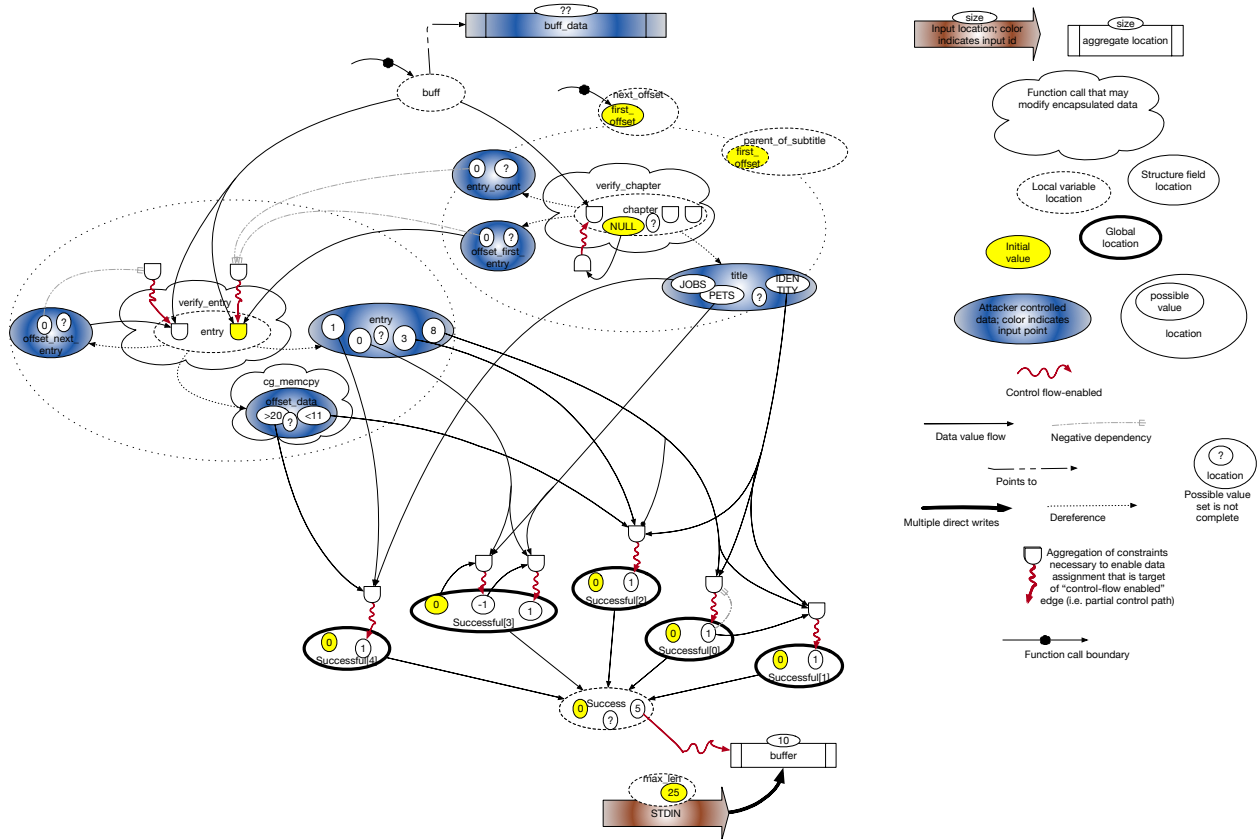 ??
buff_data
buff
next_offset
first_
offset
parent_of_subtitle
first_
offset
0
?
entry_count
verify_chapter
chapter
NULL
?
0
?
offset_first_
entry
title
JOBS
PETS
?
IDEN
TITY
verify_entry
entry
0
?
offset_next_
entry
entry
1
0
?
3
8
cg_memcpy
offset_data
>20
?
<11
0
1
Successful[2]
0
-1
1
Successful[3]
0
1
Successful[0]
0
1
Successful[4]
0
1
Successful[1]
0
Success
5
?
10
buffer
max_len
25
STDIN
size
Input location; color
indicates input id
size
aggregate location
Function call that may
modify encapsulated data
Local variable
location
Structure field
location
Initial
value
Global
location
Attacker controlled
data; color indicates
input point
possible
value
location
Control flow-enabled
Data value flow
Negative dependency
Points to
?
location
Possible value
set is not
complete
Multiple direct writes
Dereference
Aggregation of constraints
necessary to enable data
assignment that is target
of “control-flow enabled”
edge (i.e. partial control path)
Function call boundary